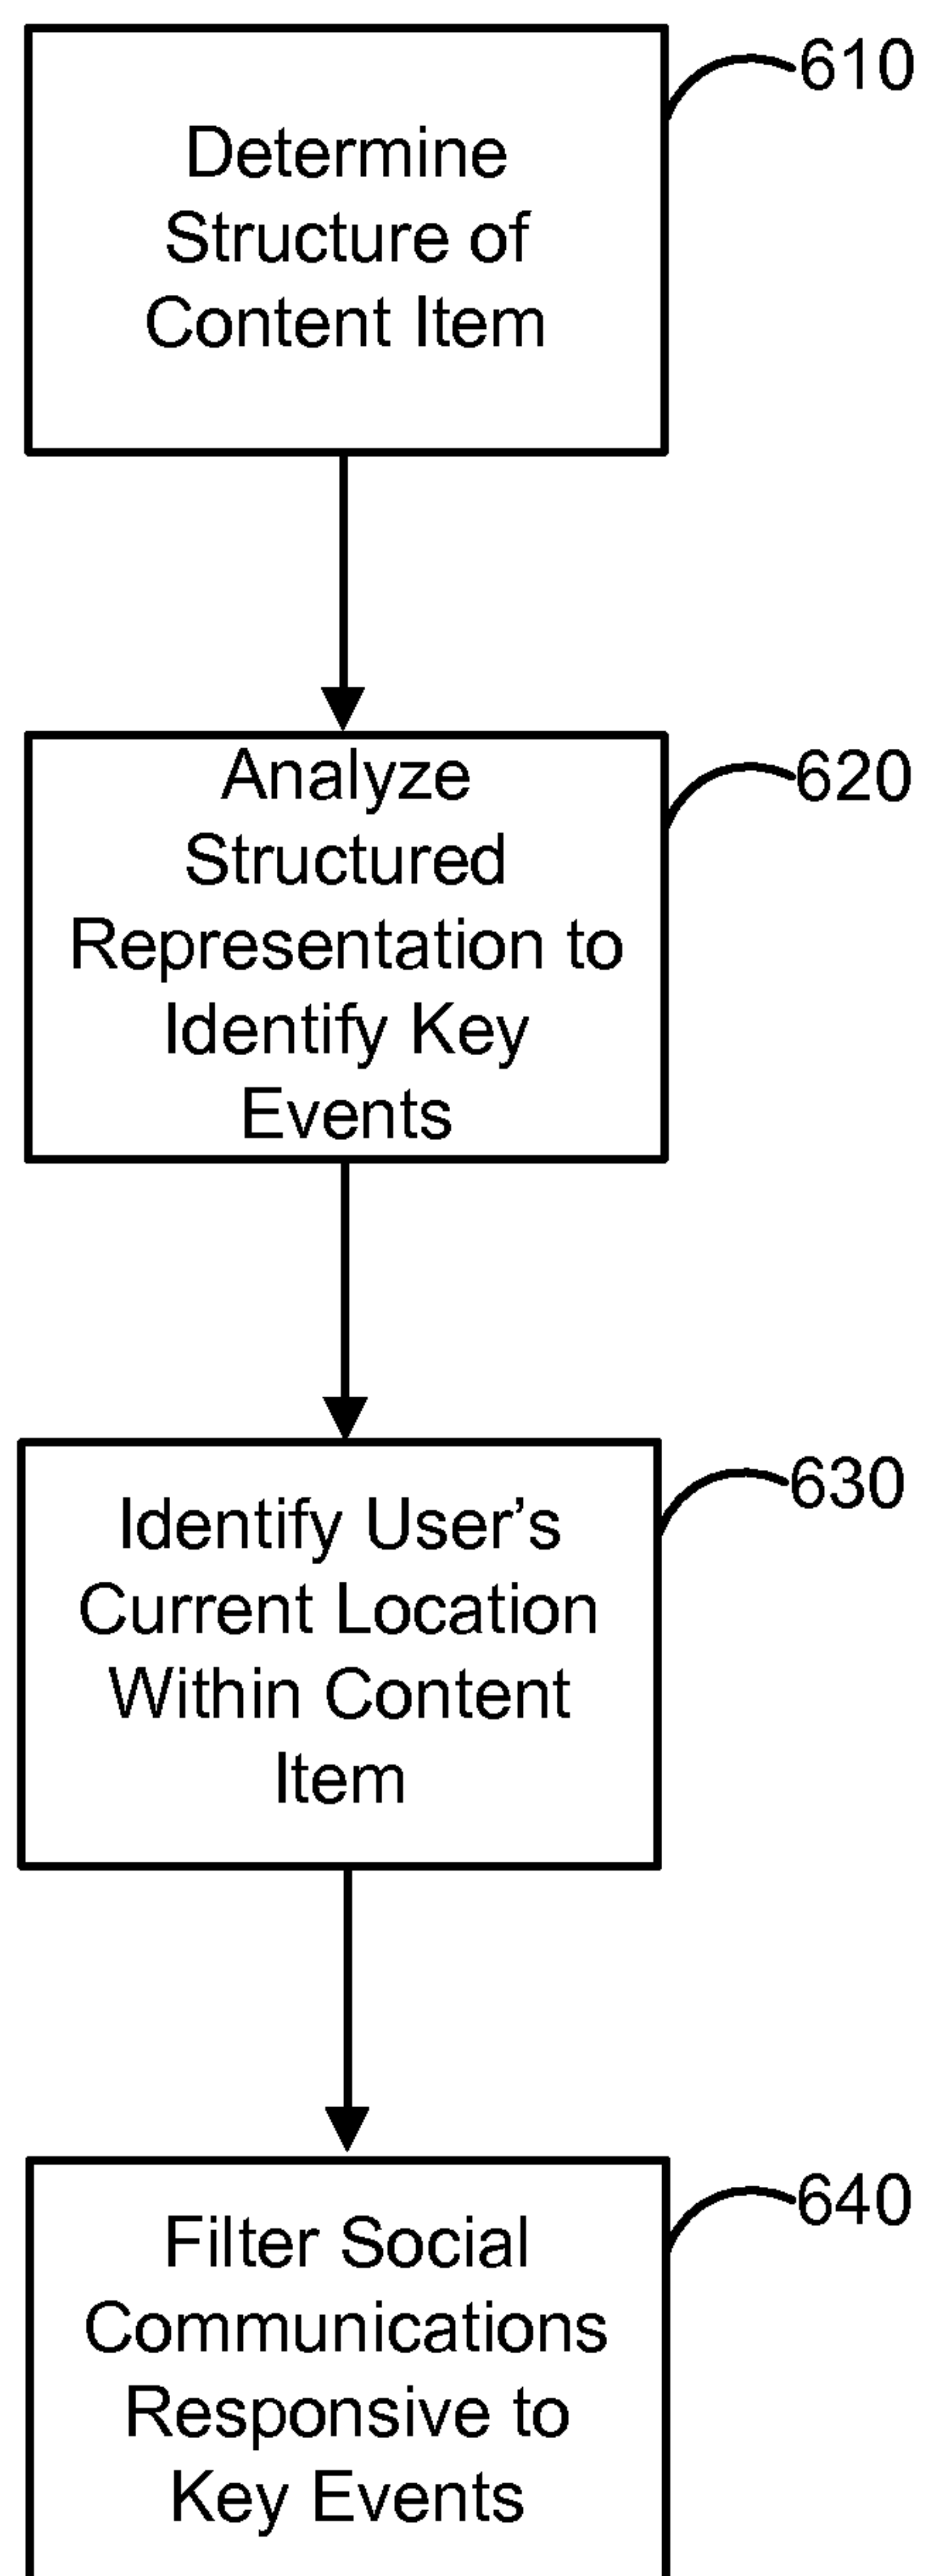 610
Determine
Structure of
Content Item
620
Analyze
Structured
Representation to
Identify Key
Events
630
Identify User’s
Current Location
Within Content
Item
640
Filter Social
Communications
Responsive to
Key Events